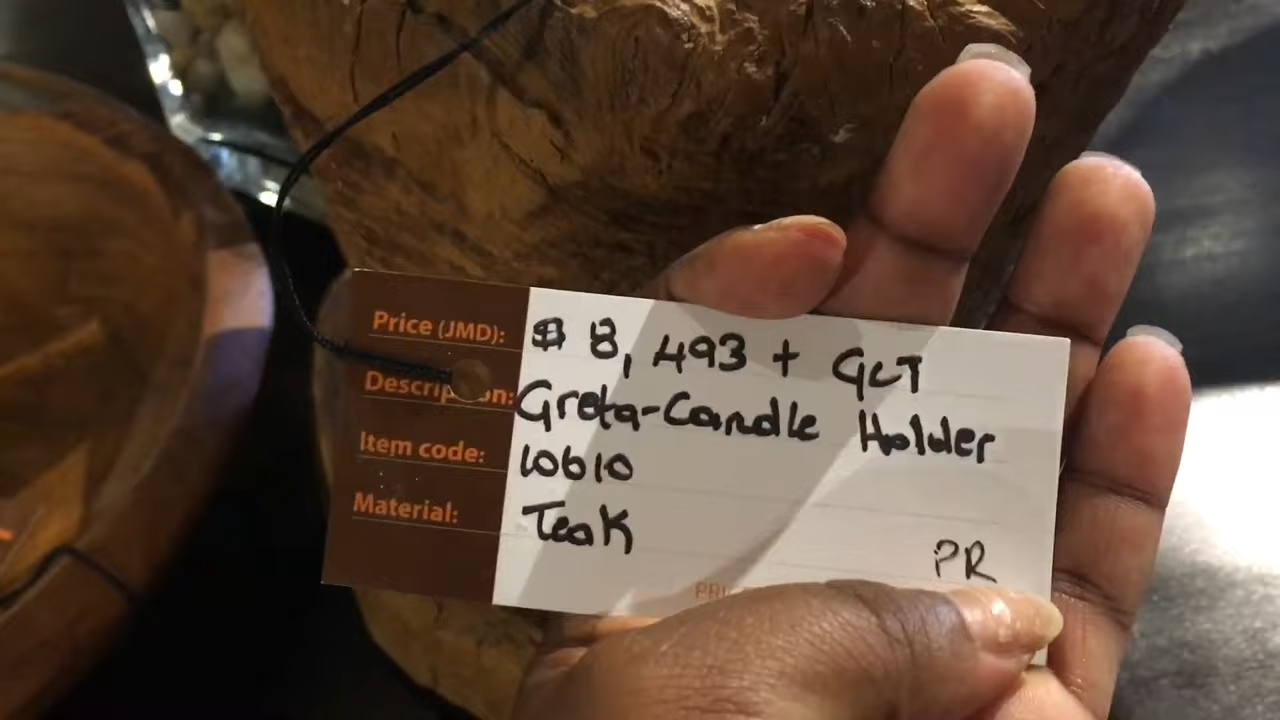 Price (JMD): $ 8,493 + GCT
Description: Greta-Candle Holder
Item code: 10610
Material: Teak
PR